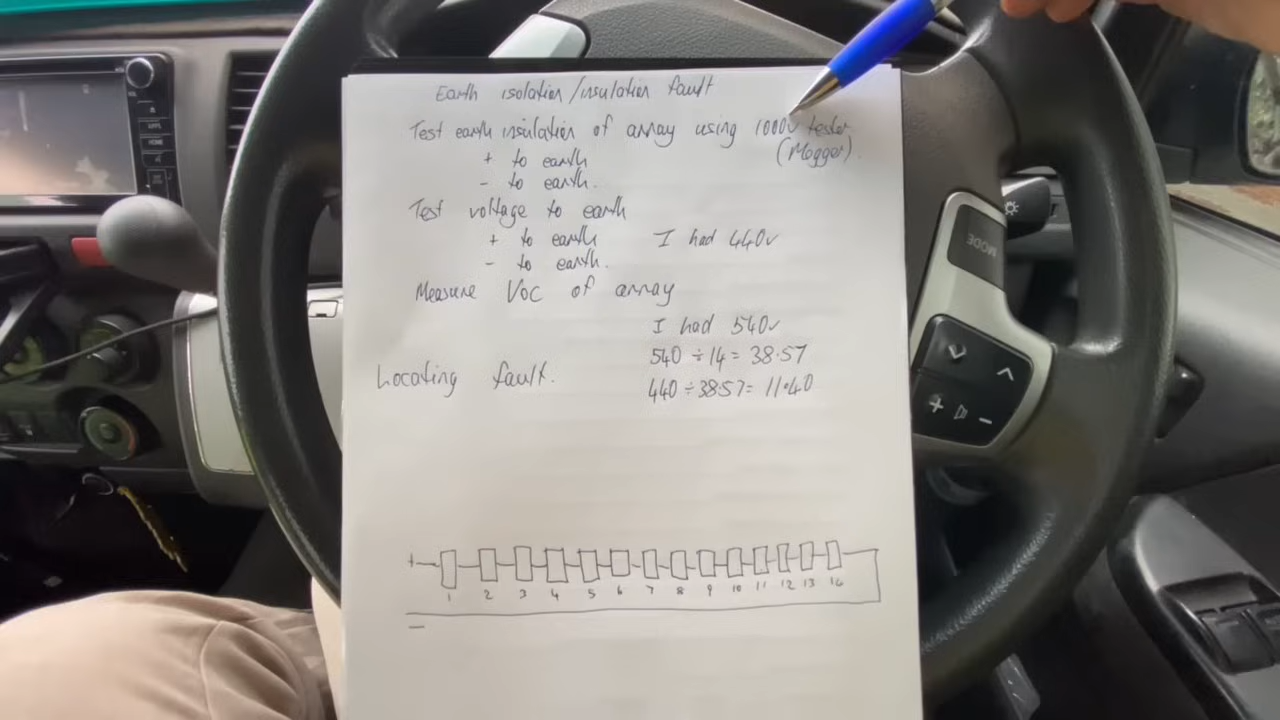 Earth isolation/insulation fault
Test earth insulation of array using 1000v tester
(Megger).
+ to earth
- to earth.
Test voltage to earth
+ to earth I had 440v
- to earth.
Measure Voc of array
I had 540v
540 ÷ 14 = 38.57
Locating fault.
440 ÷ 38.57 = 11.40
+
1 2 3 4 5 6 7 8 9 10 11 12 13 14
-
MODE
+ -
HOME